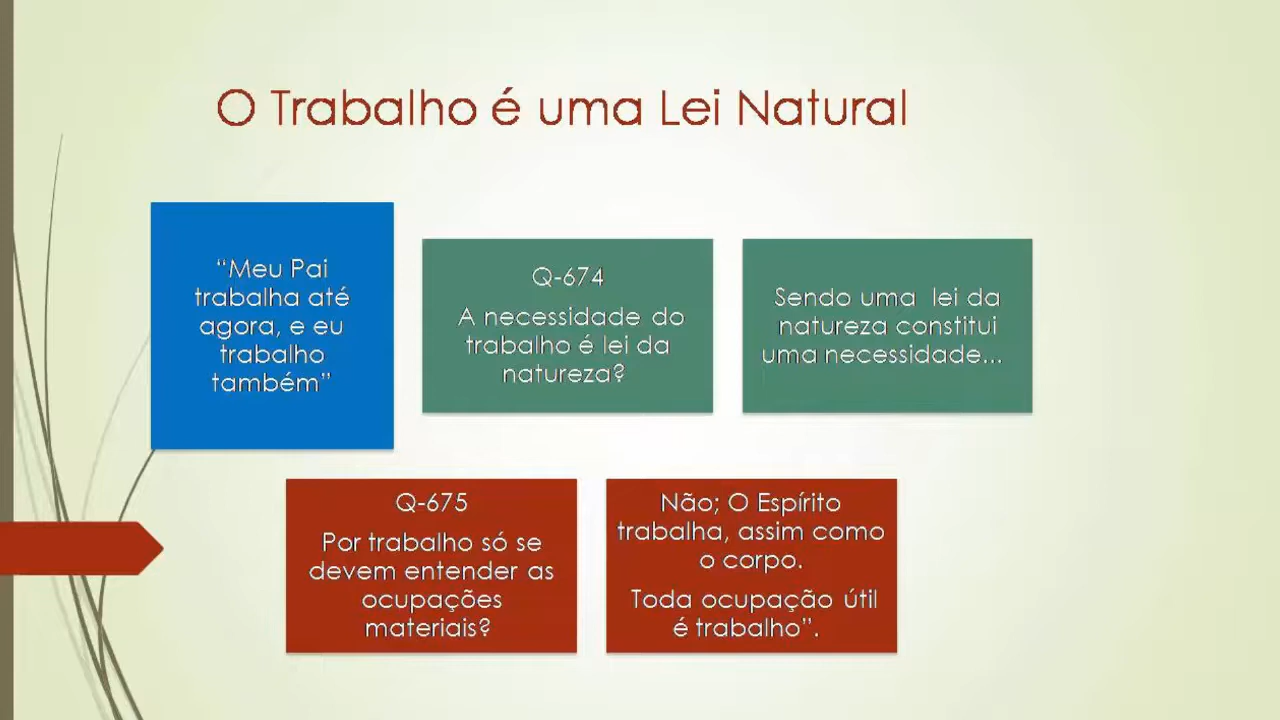 O Trabalho é uma Lei Natural
“Meu Pai
trabalha até
agora, e eu
trabalho
também”
Q-674
A necessidade do
trabalho é lei da
natureza?
Sendo uma lei da
natureza constitui
uma necessidade...
Q-675
Por trabalho só se
devem entender as
ocupações
materiais?
Não; O Espírito
trabalha, assim como
o corpo.
Toda ocupação útil
é trabalho”.